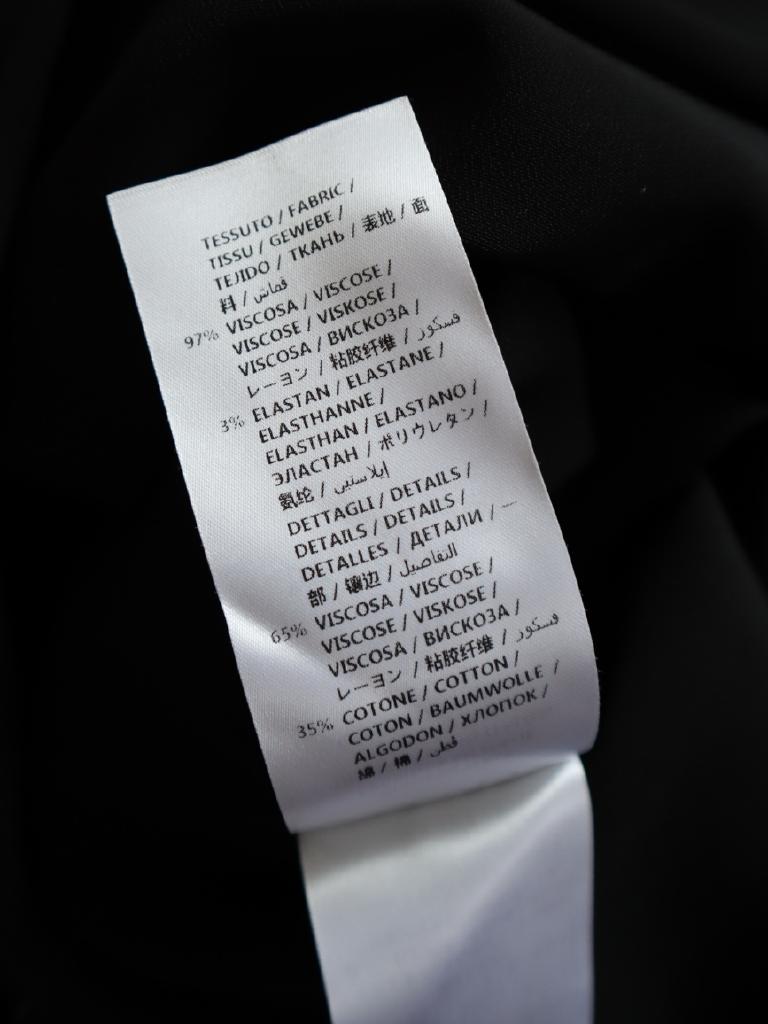 TESSUTO / FABRIC /
TISSU / GEWEBE /
TEJIDO / ТКАНЬ / 表地 / 面
料 / قماش
97% VISCOSA / VISCOSE /
VISCOSE / VISKOSE /
VISCOSA / ВИСКОЗА /
レーヨン / 粘胶纤维 / فسكوز
3% ELASTAN / ELASTANE /
ELASTHANNE /
ELASTHAN / ELASTANO /
ЭЛАСТАН / ポリウレタン /
氨纶 / إيلاستين
DETTAGLI / DETAILS /
DETAILS / DETAILS /
DETALLES / ДЕТАЛИ / 一
部 / 镶边 / التفاصيل
65% VISCOSA / VISCOSE /
VISCOSE / VISKOSE /
VISCOSA / ВИСКОЗА /
レーヨン / 粘胶纤维 / فسكوز
35% COTONE / COTTON /
COTON / BAUMWOLLE /
ALGODON / ХЛОПОК /
綿 / 棉 / قطن